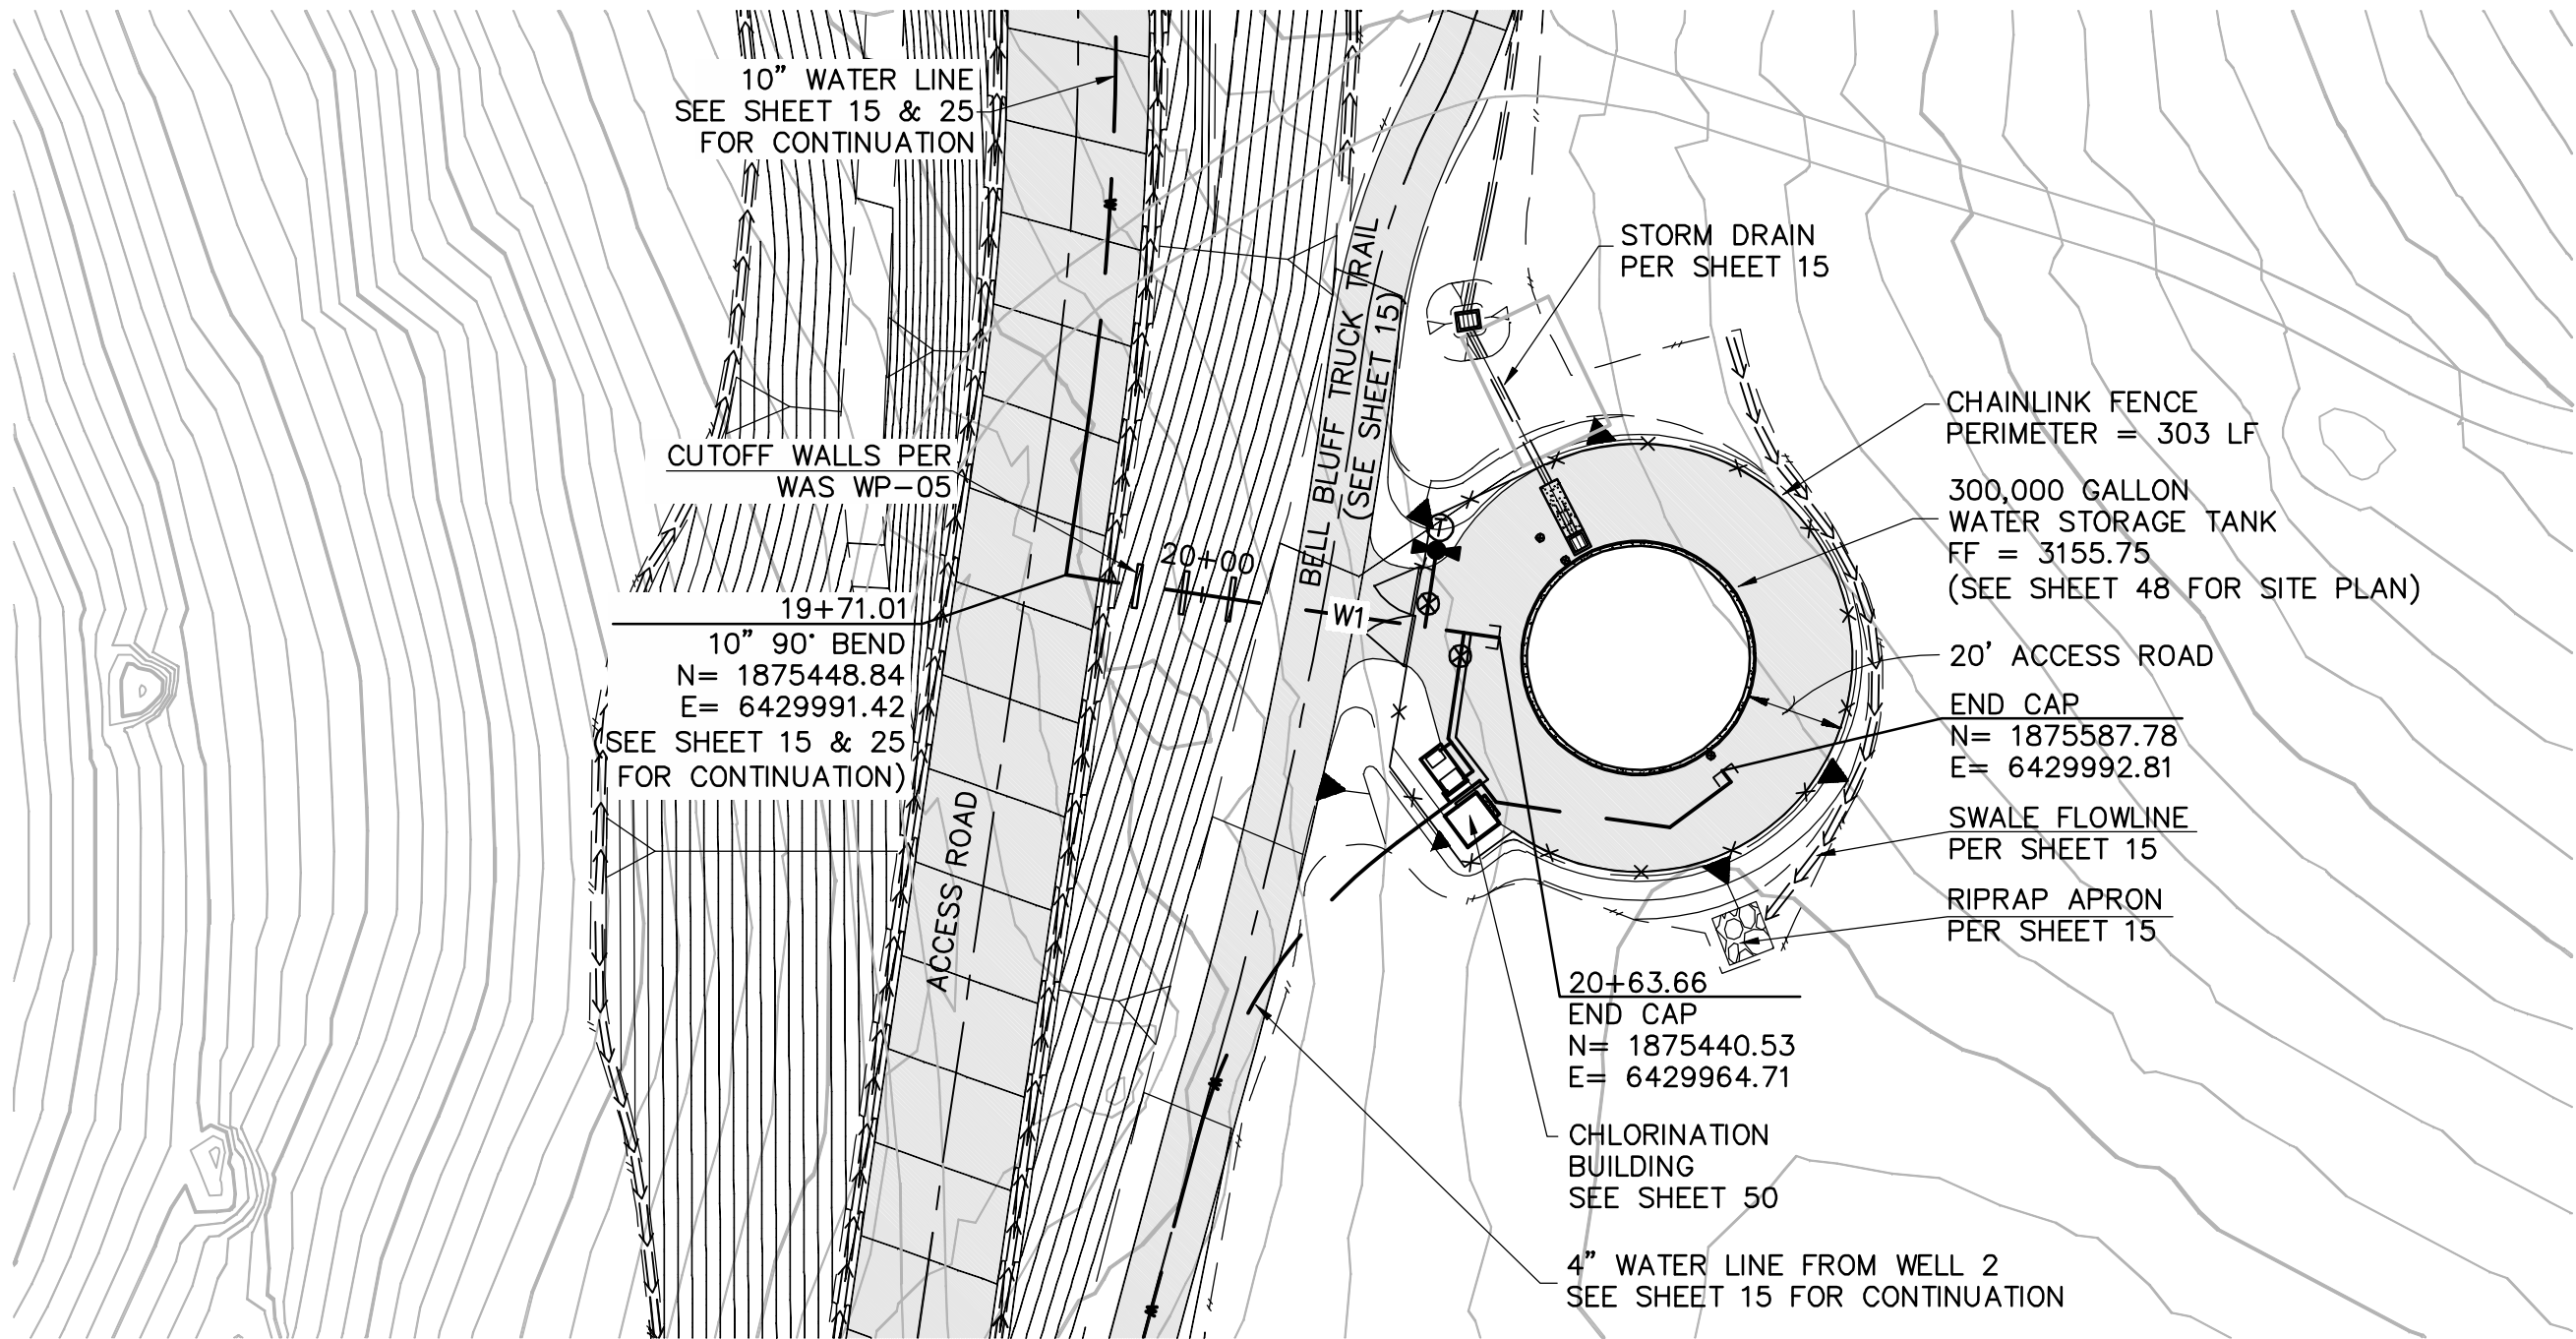 10" WATER LINE
SEE SHEET 15 & 25
FOR CONTINUATION
STORM DRAIN
PER SHEET 15
BELL BLUFF TRUCK TRAIL
(SEE SHEET 15)
CHAINLINK FENCE
PERIMETER = 303 LF
CUTOFF WALLS PER
WAS WP-05
300,000 GALLON
WATER STORAGE TANK
FF = 3155.75
(SEE SHEET 48 FOR SITE PLAN)
20+00
T
W1
W
19+71.01
10" 90° BEND
N= 1875448.84
E= 6429991.42
(SEE SHEET 15 & 25
FOR CONTINUATION)
20' ACCESS ROAD
END CAP
N= 1875587.78
E= 6429992.81
SWALE FLOWLINE
PER SHEET 15
RIPRAP APRON
PER SHEET 15
ACCESS ROAD
20+63.66
END CAP
N= 1875440.53
E= 6429964.71
W
CHLORINATION
BUILDING
SEE SHEET 50
4" WATER LINE FROM WELL 2
SEE SHEET 15 FOR CONTINUATION
W